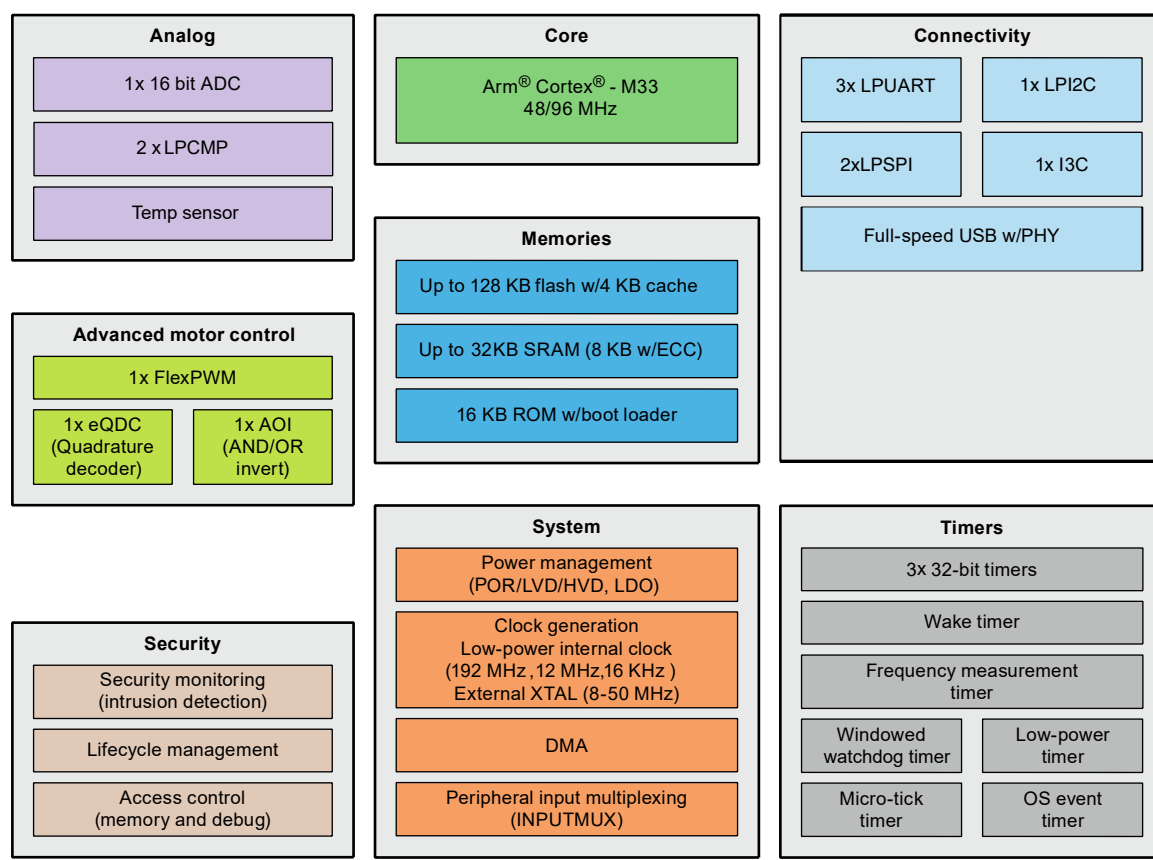 Analog
1x 16 bit ADC
2 x LPCMP
Temp sensor
Advanced motor control
1x FlexPWM
1x eQDC
(Quadrature
decoder)
1x AOI
(AND/OR
invert)
Security
Security monitoring
(intrusion detection)
Lifecycle management
Access control
(memory and debug)
Core
Arm® Cortex® - M33
48/96 MHz
Memories
Up to 128 KB flash w/4 KB cache
Up to 32KB SRAM (8 KB w/ECC)
16 KB ROM w/boot loader
System
Power management
(POR/LVD/HVD, LDO)
Clock generation
Low-power internal clock
(192 MHz ,12 MHz,16 KHz )
External XTAL (8-50 MHz)
DMA
Peripheral input multiplexing
(INPUTMUX)
Connectivity
3x LPUART
1x LPI2C
2xLPSPI
1x I3C
Full-speed USB w/PHY
Timers
3x 32-bit timers
Wake timer
Frequency measurement
timer
Windowed
watchdog timer
Low-power
timer
Micro-tick
timer
OS event
timer